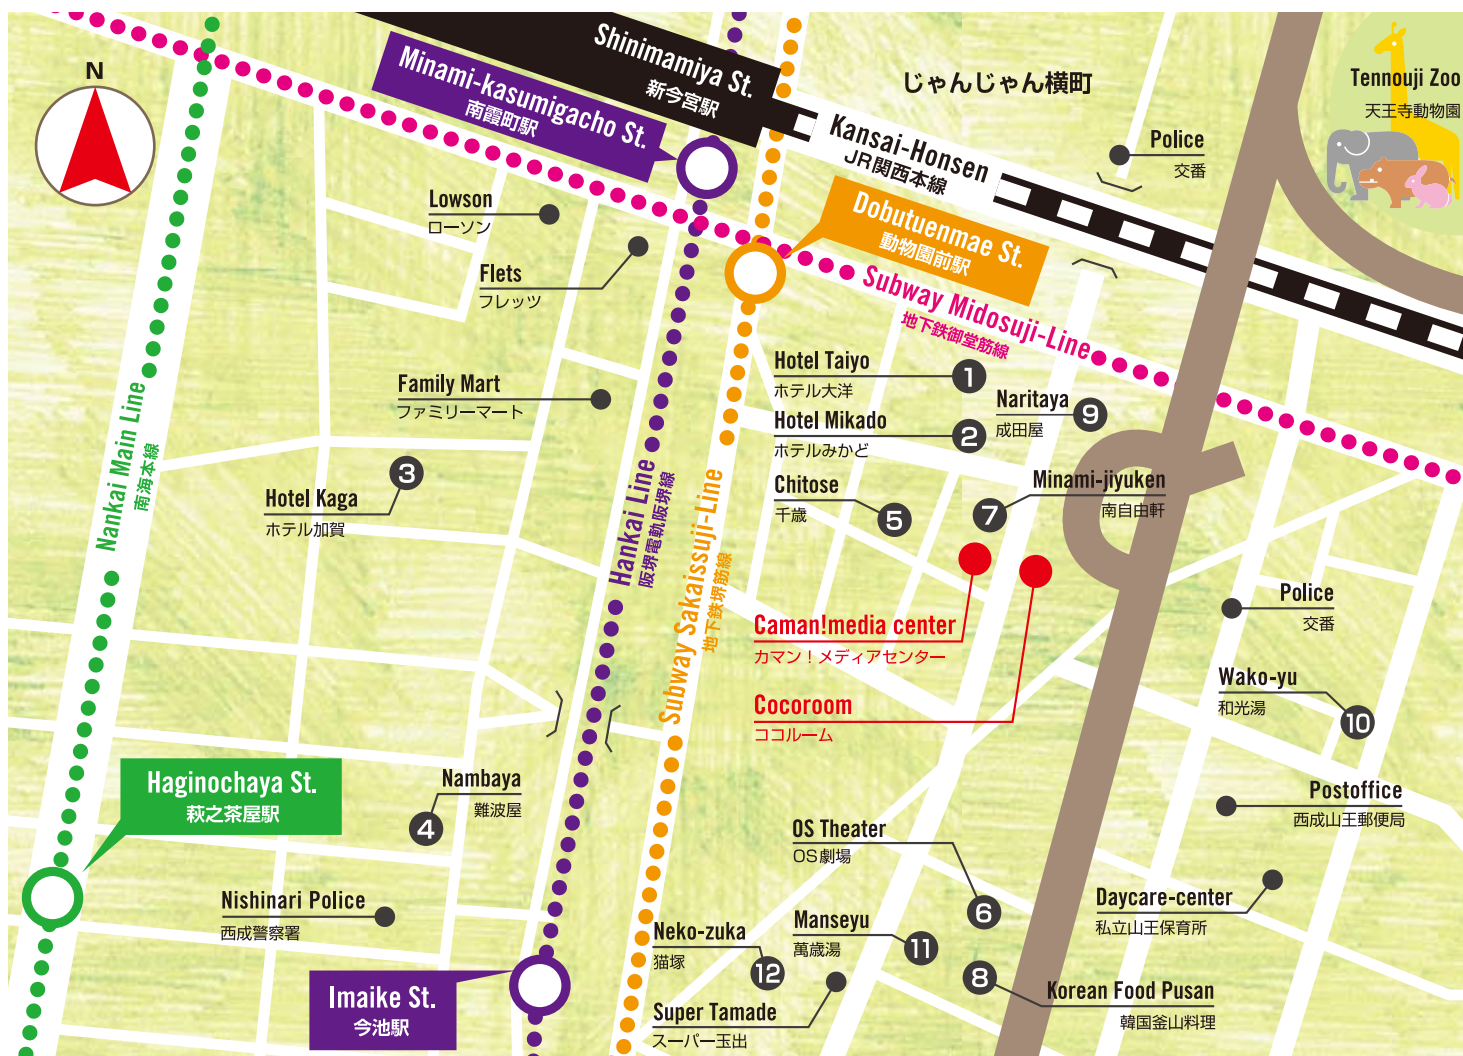 N
Shinimamiya St.
新今宮駅
Minami-kasumigacho St.
南霞町駅
じゃんじゃん横町
Tennouji Zoo
天王寺動物園
Kansai-Honsen
JR関西本線
Police
交番
Lowson
ローソン
Dobutuenmae St.
動物園前駅
Flets
フレッツ
Subway Midosuji-Line
地下鉄御堂筋線
Hotel Taiyo
ホテル大洋
1
Family Mart
ファミリーマート
Naritaya
成田屋
9
Hotel Mikado
ホテルみかど
2
Nankai Main Line
南海本線
Hotel Kaga
ホテル加賀
3
Hankai Line
阪堺電軌阪堺線
Subway Sakaissuji-Line
地下鉄堺筋線
Chitose
千歳
5
Minami-jiyuken
南自由軒
7
Caman!media center
カマン！メディアセンター
Police
交番
Cocoroom
ココルーム
Wako-yu
和光湯
10
Haginochaya St.
萩之茶屋駅
Nambaya
難波屋
4
Postoffice
西成山王郵便局
OS Theater
OS劇場
6
Nishinari Police
西成警察署
Daycare-center
私立山王保育所
Neko-zuka
猫塚
12
Manseyu
萬歳湯
11
8
Korean Food Pusan
韓国釜山料理
Imaike St.
今池駅
Super Tamade
スーパー玉出